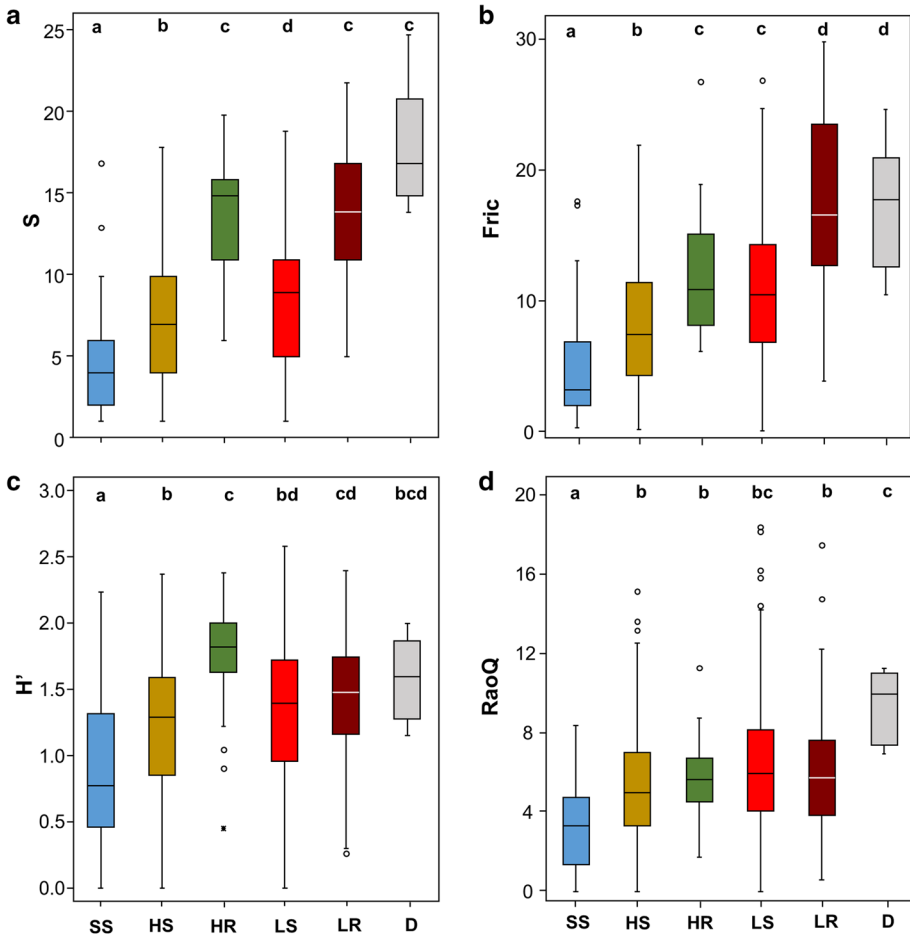 a
a b c d c c
25
20
15
10
5
0
S
b
a b c c d d
30
20
10
0
Fric
c
a b c bd cd bcd
3.0
2.5
2.0
1.5
1.0
0.5
0.0
H’
SS HS HR LS LR D
d
a b b bc b c
20
16
12
8
4
0
RaoQ
SS HS HR LS LR D